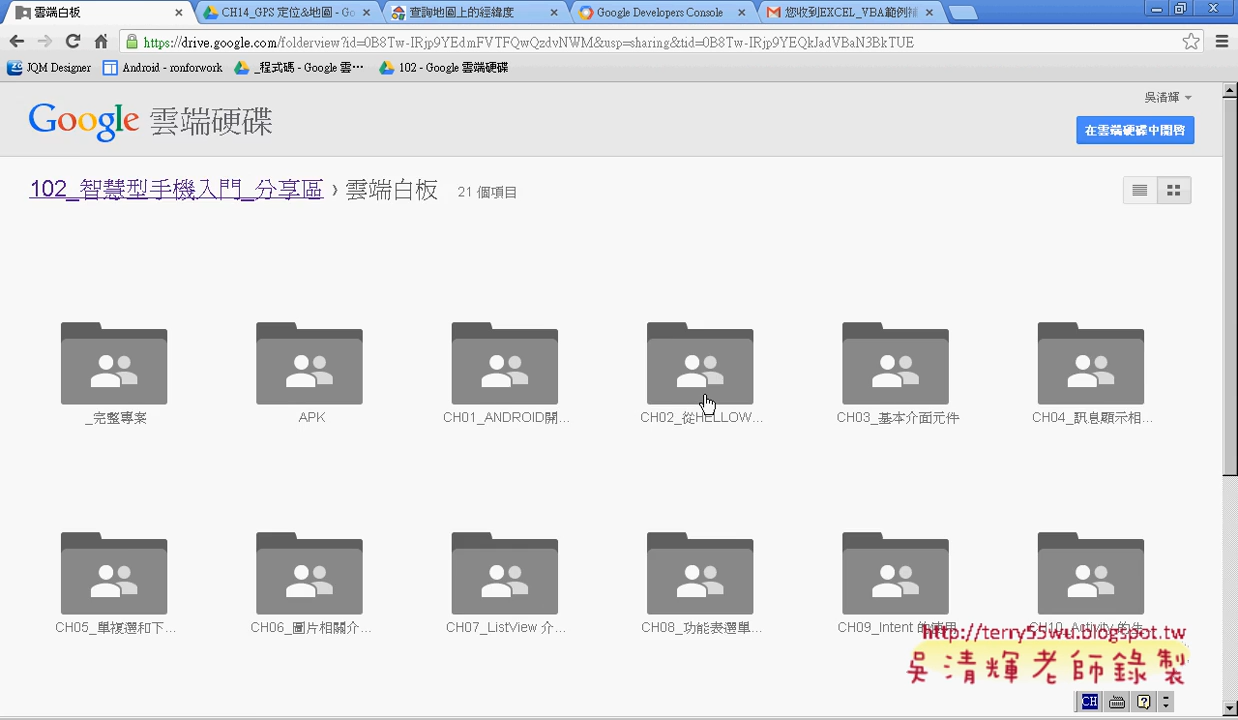 雲端白板
CH14_GPS 定位&地圖 - Go
查詢地圖上的經緯度
Google Developers Console
您收到EXCEL_VBA範例
https://drive.google.com/folderview?id=0B8Tw-IRjp9YEdmFVTFQwQzdvNWM&usp=sharing&tid=0B8Tw-IRjp9YEQkJadVBaN3BkTUE
JQM Designer
Android - ronforwork
_程式碼 - Google 雲…
102 - Google 雲端硬碟
吳清輝
Google 雲端硬碟
在雲端硬碟中開啓
102_智慧型手機入門_分享區 › 雲端白板 21 個項目
_完整專案
APK
CH01_ANDROID開...
CH02_從HELLOW...
CH03_基本介面元件
CH04_訊息顯示相...
CH05_單複選和下...
CH06_圖片相關介...
CH07_ListView 介...
CH08_功能表選單...
CH09_Intent 的使用
CH10_Activity 的生
http://terry55wu.blogspot.tw
吳清輝老師錄製
CH